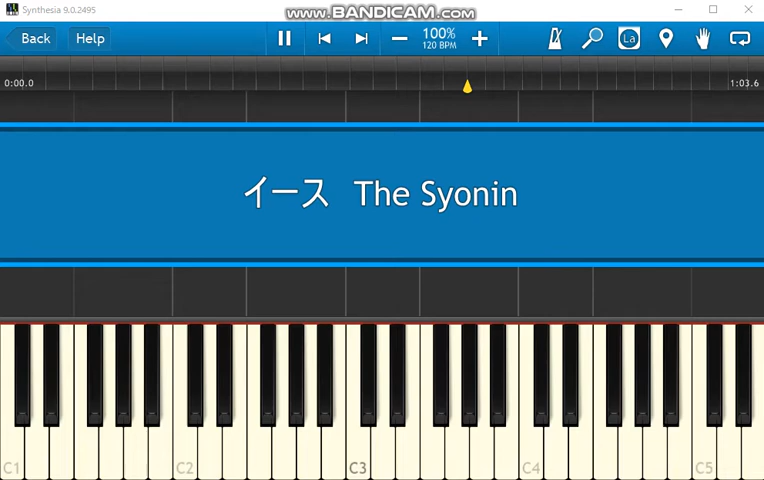 Synthesia 9.0.2495
www.BANDICAM.com
Back
Help
100%
120 BPM
La
0:00.0
1:03.6
イース The Syonin
C1
C2
C3
C4
C5